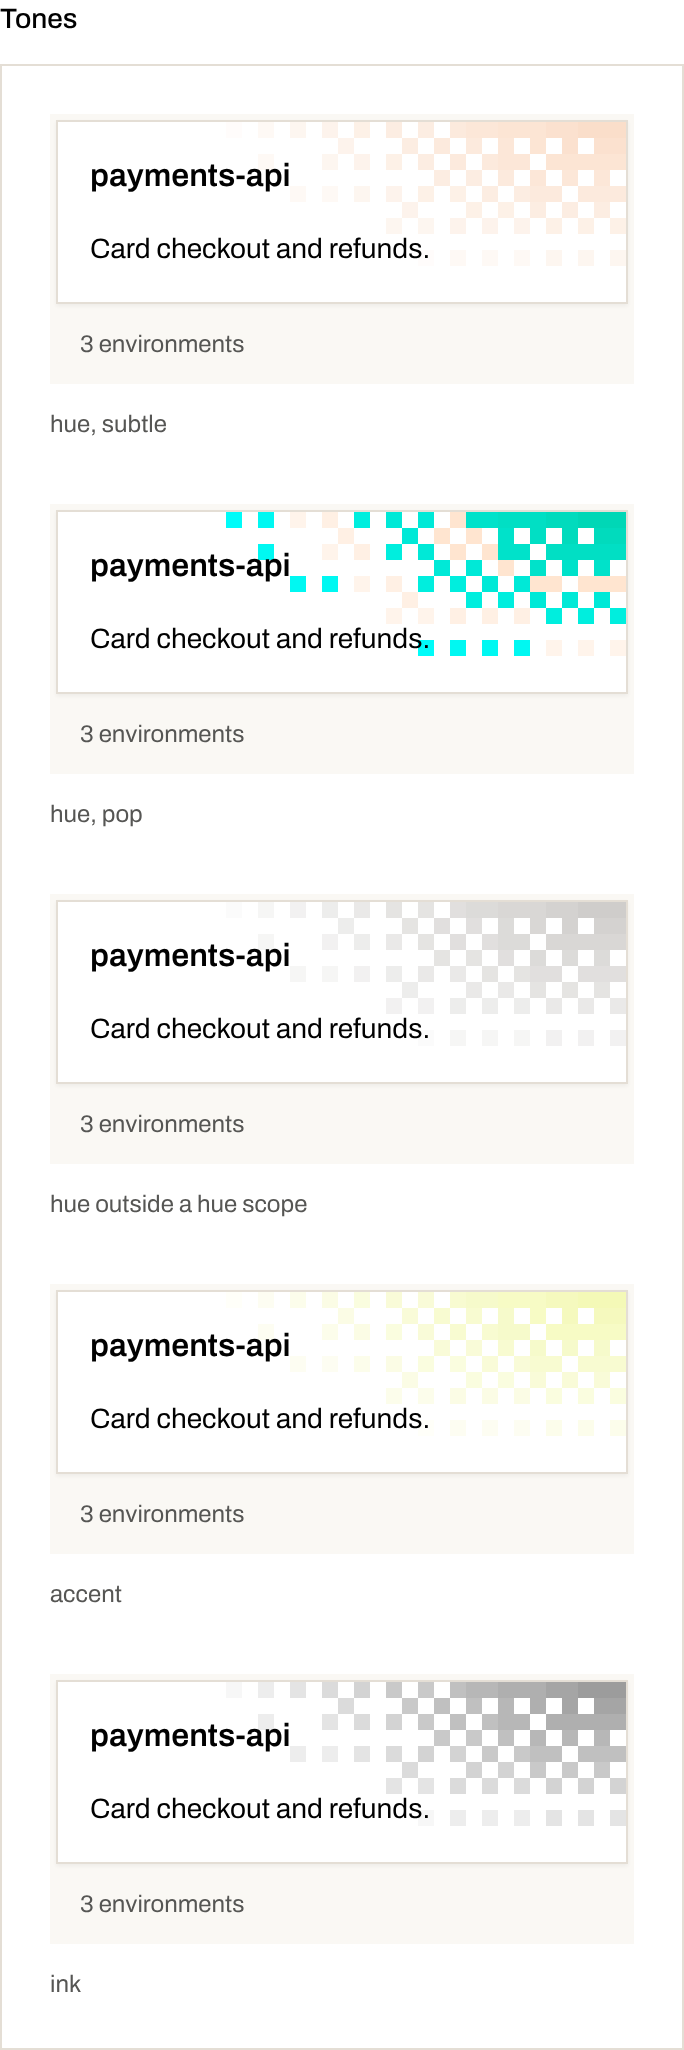 Tones
payments-api
Card checkout and refunds.
3 environments
hue, subtle
payments-api
Card checkout and refunds.
3 environments
hue, pop
payments-api
Card checkout and refunds.
3 environments
hue outside a hue scope
payments-api
Card checkout and refunds.
3 environments
accent
payments-api
Card checkout and refunds.
3 environments
ink